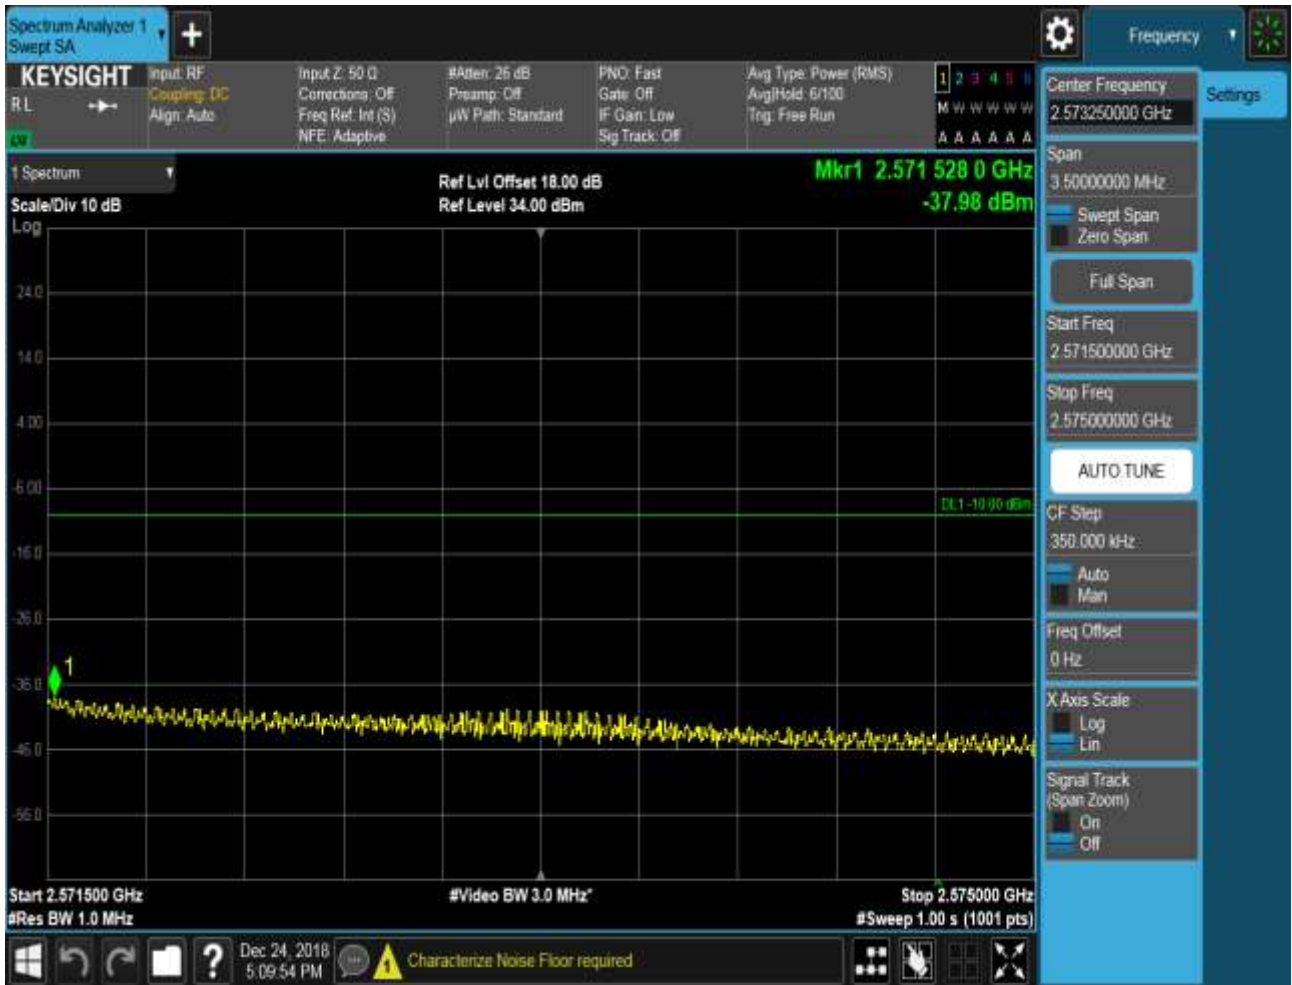 Spectrum Analyzer 1
Swept SA
+
Frequency
KEYSIGHT
RL
LXI
Input: RF
Coupling: DC
Align: Auto
Input Z: 50 Ω
Corrections: Off
Freq Ref: Int (S)
NFE: Adaptive
#Atten: 26 dB
Preamp: Off
µW Path: Standard
PNO: Fast
Gate: Off
IF Gain: Low
Sig Track: Off
Avg Type: Power (RMS)
Avg|Hold: 6/100
Trig: Free Run
1 2 3 4 5 6
M W W W W W
A A A A A A
1 Spectrum
Scale/Div 10 dB
Log
Ref Lvl Offset 18.00 dB
Ref Level 34.00 dBm
Mkr1 2.571 528 0 GHz
-37.98 dBm
24.0
14.0
4.00
-6.00
-16.0
-26.0
-36.0
-46.0
-56.0
DL1 -10.00 dBm
1
Start 2.571500 GHz
#Res BW 1.0 MHz
#Video BW 3.0 MHz*
Stop 2.575000 GHz
#Sweep 1.00 s (1001 pts)
Center Frequency
2.573250000 GHz
Settings
Span
3.50000000 MHz
Swept Span
Zero Span
Full Span
Start Freq
2.571500000 GHz
Stop Freq
2.575000000 GHz
AUTO TUNE
CF Step
350.000 kHz
Auto
Man
Freq Offset
0 Hz
X Axis Scale
Log
Lin
Signal Track
(Span Zoom)
On
Off
?
Dec 24, 2018
5:09:54 PM
1
Characterize Noise Floor required